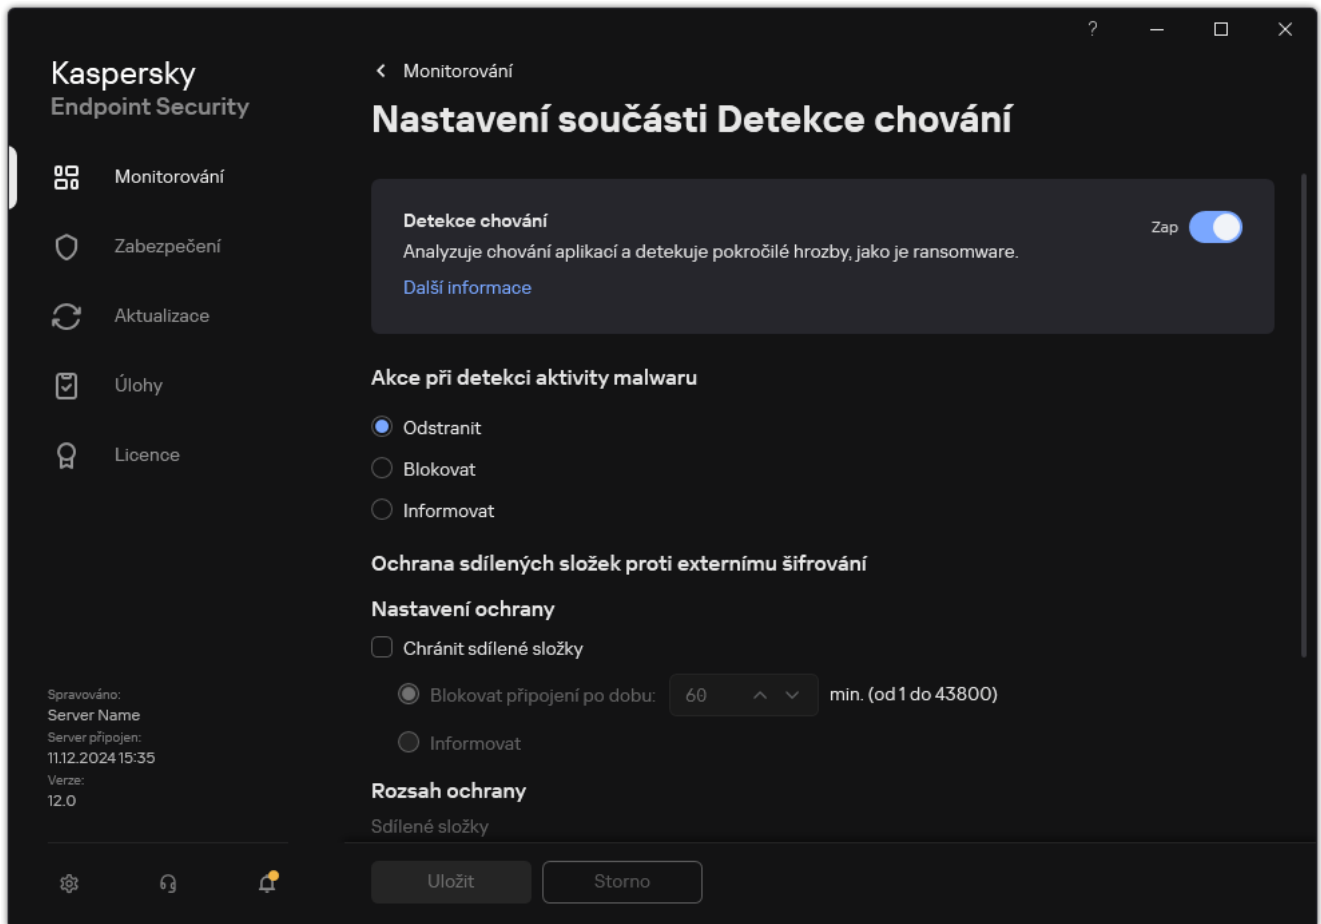 ?
Kaspersky
Endpoint Security
Monitorování
Zabezpečení
Aktualizace
Úlohy
Licence
Spravováno:
Server Name
Server připojen:
11.12.2024 15:35
Verze:
12.0
Monitorování
Nastavení součásti Detekce chování
Detekce chování
Zap
Analyzuje chování aplikací a detekuje pokročilé hrozby, jako je ransomware.
Další informace
Akce při detekci aktivity malwaru
Odstranit
Blokovat
Informovat
Ochrana sdílených složek proti externímu šifrování
Nastavení ochrany
Chránit sdílené složky
Blokovat připojení po dobu: 60 min. (od 1 do 43800)
Informovat
Rozsah ochrany
Sdílené složky
Uložit Storno